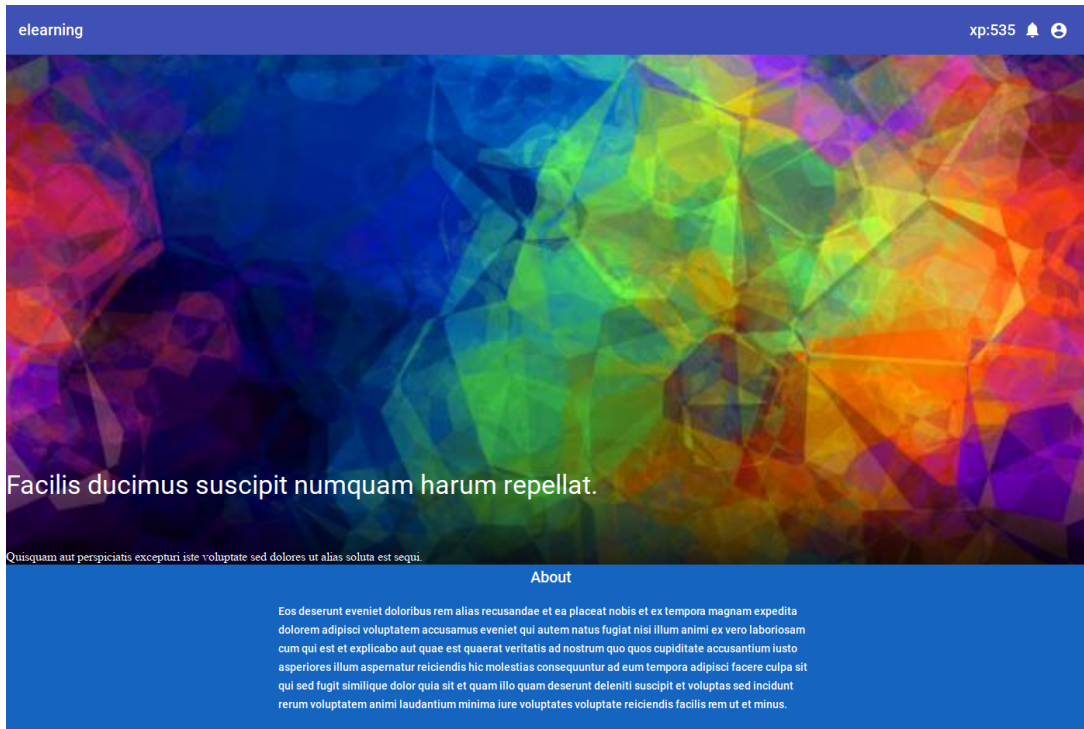 elearning
xp:535
Facilis ducimus suscipit numquam harum repellat.
Quisquam aut perspiciatis excepturi iste voluptate sed dolores ut alias soluta est sequi.
About
Eos deserunt eveniet doloribus rem alias recusandae et ea placeat nobis et ex tempora magnam expedita
dolorem adipisci voluptatem accusamus eveniet qui autem natus fugiat nisi illum animi ex vero laboriosam
cum qui est et explicabo aut quae est quaerat veritatis ad nostrum quo quos cupiditate accusantium iusto
asperiores illum aspernatur reiciendis hic molestias consequuntur ad eum tempora adipisci facere culpa sit
qui sed fugit similique dolor quia sit et quam illo quam deserunt deleniti suscipit et voluptas sed incidunt
rerum voluptatem animi laudantium minima iure voluptates voluptate reiciendis facilis rem ut et minus.